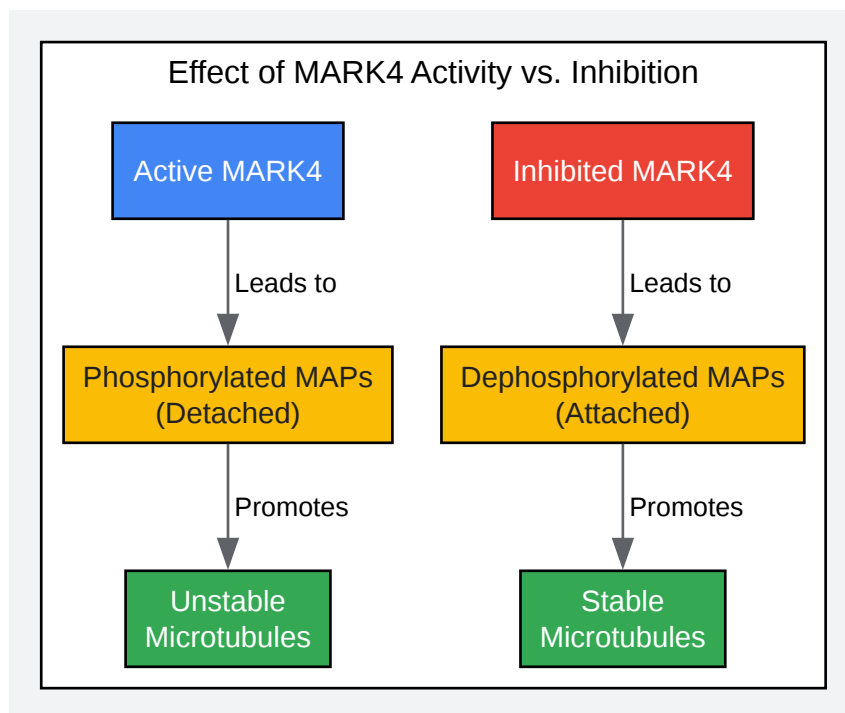 Effect of MARK4 Activity vs. Inhibition
Active MARK4
Inhibited MARK4
Leads to
Leads to
Phosphorylated MAPs
(Detached)
Dephosphorylated MAPs
(Attached)
Promotes
Promotes
Unstable
Microtubules
Stable
Microtubules